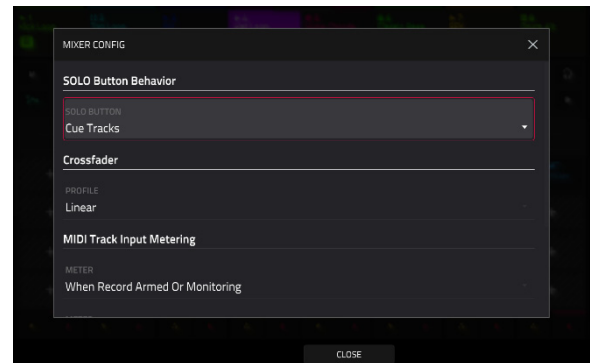 MIXER CONFIG
SOLO Button Behavior
SOLO BUTTON
Cue Tracks
Crossfader
PROFILE
Linear
MIDI Track Input Metering
METER
When Record Armed Or Monitoring
CLOSE